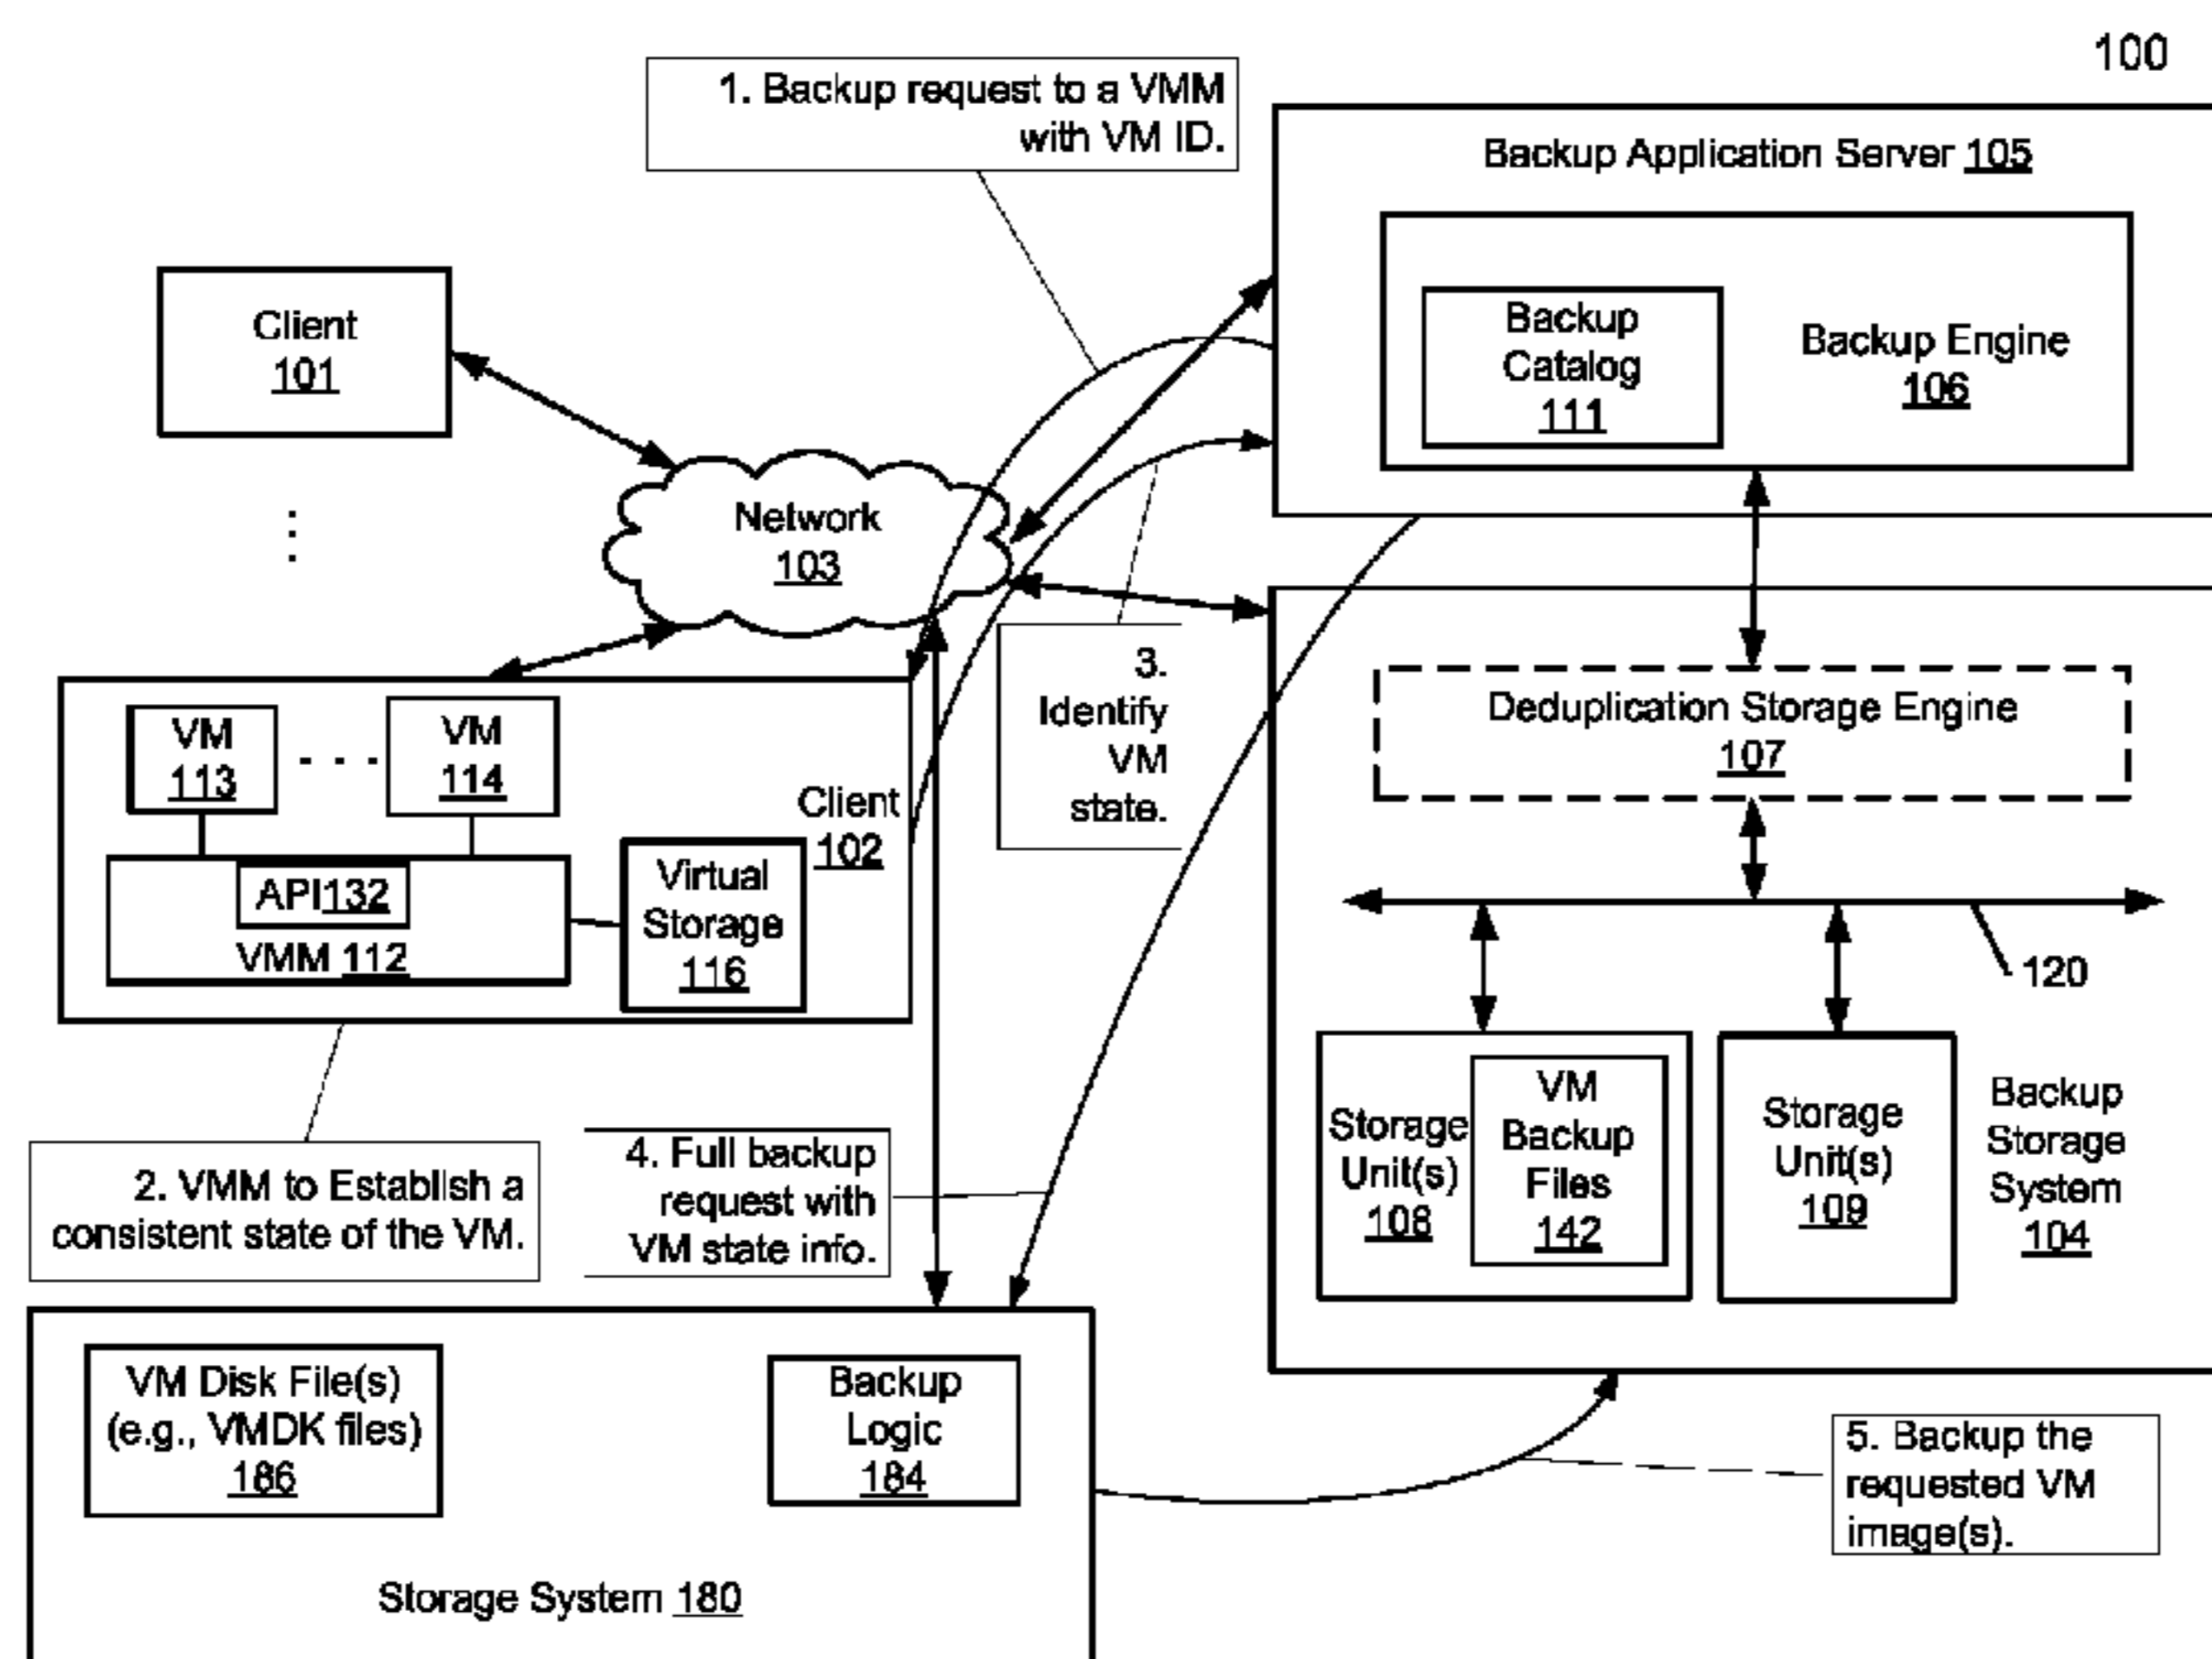 100
1. Backup request to a VMM
with VM ID.
Backup Application Server 105
Backup
Catalog
111
Backup Engine
106
Client
101
Network
103
3.
Identify
VM
state.
Deduplication Storage Engine
107
VM
113
VM
114
Client
102
API132
VMM 112
Virtual
Storage
116
120
Storage
Unit(s)
108
VM
Backup
Files
142
Storage
Unit(s)
109
Backup
Storage
System
104
2. VMM to Establish a
consistent state of the VM.
4. Full backup
request with
VM state info.
VM Disk File(s)
(e.g., VMDK files)
186
Backup
Logic
184
5. Backup the
requested VM
image(s).
Storage System 180